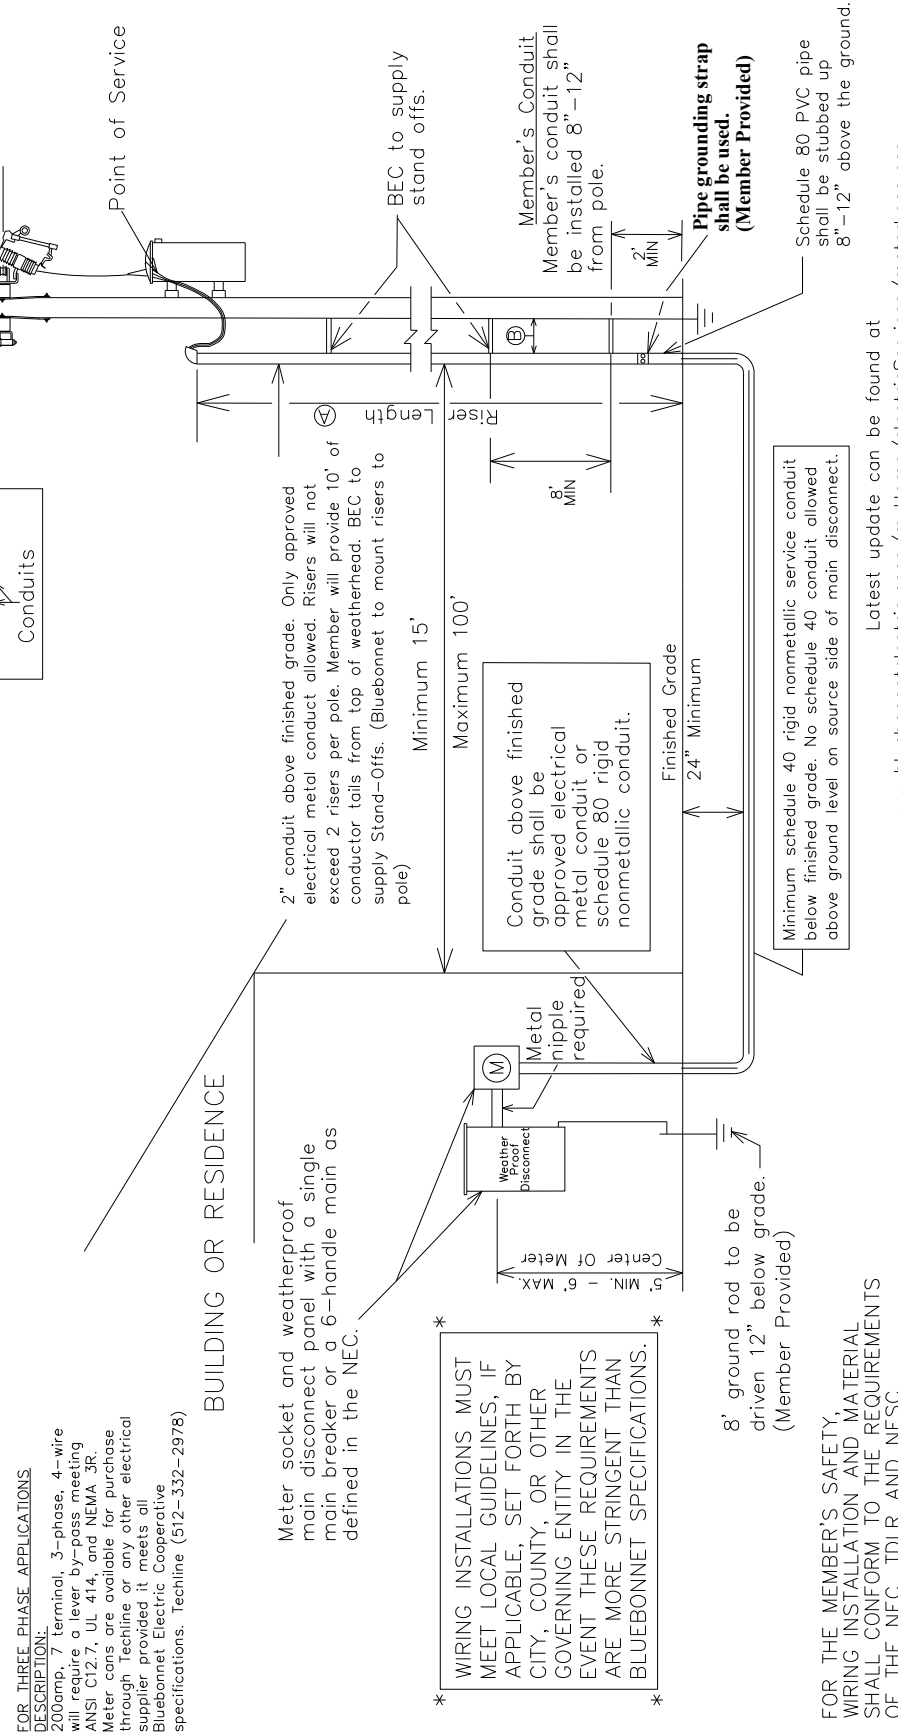 FOR THREE PHASE APPLICATIONS
DESCRIPTION:
200amp, 7 terminal, 3-phase, 4-wire
will require a lever by-pass meeting
ANSI C12.7, UL 414, and NEMA 3R.
Meter cans are available for purchase
through Techline or any other electrical
supplier provided it meets all
Bluebonnet Electric Cooperative
specifications. Techline (512-332-2978)
BUILDING OR RESIDENCE
Conduits
Point of Service
2" conduit above finished grade. Only approved
electrical metal conduct allowed. Risers will not
exceed 2 risers per pole. Member will provide 10' of
conductor tails from top of weatherhead. BEC to
supply Stand-Offs. (Bluebonnet to mount risers to
pole)
A
Riser Length
BEC to supply
stand offs.
Meter socket and weatherproof
main disconnect panel with a single
main breaker or a 6-handle main as
defined in the NEC.
Minimum 15'
Maximum 100'
Member's Conduit
Member's conduit shall
be installed 8"-12"
from pole.
B
8'
MIN
2'
MIN
M
Metal
nipple
required
Weather
Proof
Disconnect
Conduit above finished
grade shall be
approved electrical
metal conduit or
schedule 80 rigid
nonmetallic conduit.
Pipe grounding strap
shall be used.
(Member Provided)
5' MIN. - 6' MAX.
Center Of Meter
* *
WIRING INSTALLATIONS MUST
MEET LOCAL GUIDELINES, IF
APPLICABLE, SET FORTH BY
CITY, COUNTY, OR OTHER
GOVERNING ENTITY IN THE
EVENT THESE REQUIREMENTS
ARE MORE STRINGENT THAN
BLUEBONNET SPECIFICATIONS.
* *
Finished Grade
24" Minimum
8' ground rod to be
driven 12" below grade.
(Member Provided)
Minimum schedule 40 rigid nonmetallic service conduit
below finished grade. No schedule 40 conduit allowed
above ground level on source side of main disconnect.
Schedule 80 PVC pipe
shall be stubbed up
8"-12" above the ground.
FOR THE MEMBER'S SAFETY,
WIRING INSTALLATION AND MATERIAL
SHALL CONFORM TO THE REQUIREMENTS
OF THE NEC, TDLR AND NESC
Latest update can be found at